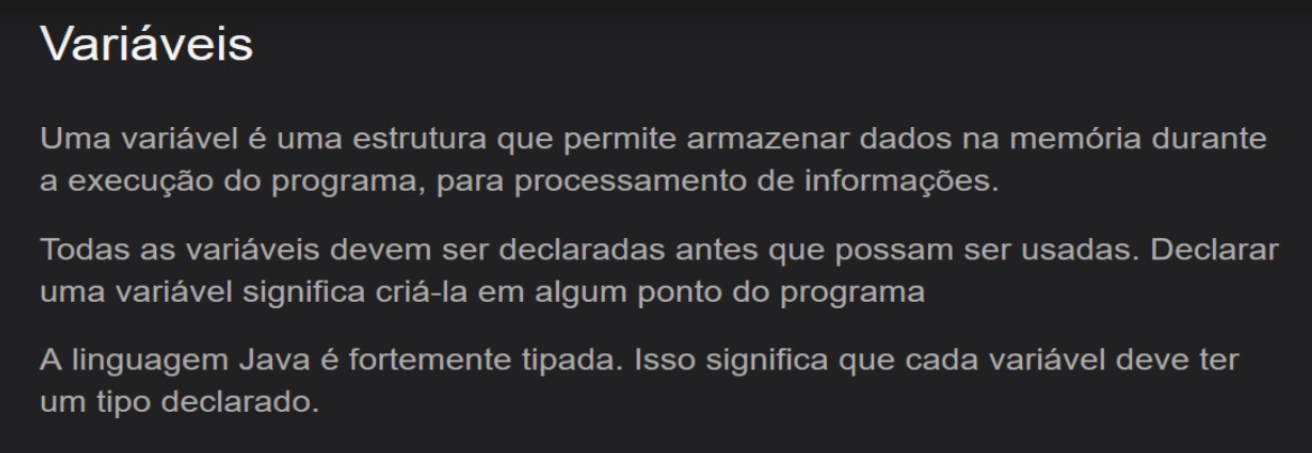 Variáveis
Uma variável é uma estrutura que permite armazenar dados na memória durante
a execução do programa, para processamento de informações.
Todas as variáveis devem ser declaradas antes que possam ser usadas. Declarar
uma variável significa criá-la em algum ponto do programa
A linguagem Java é fortemente tipada. Isso significa que cada variável deve ter
um tipo declarado.